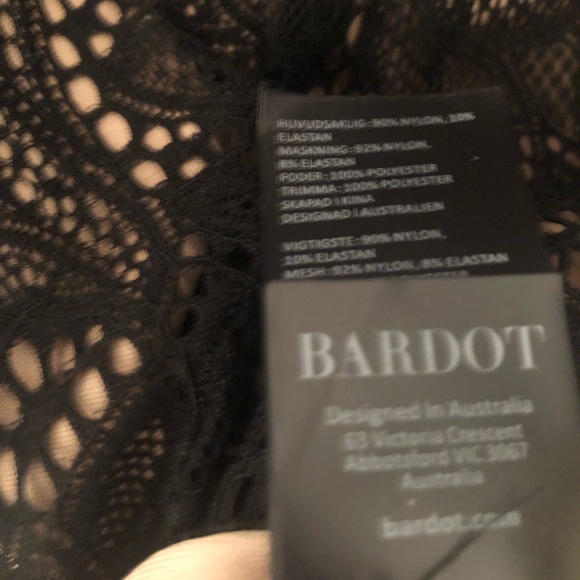 HUVUDSAKLIG: 90% NYLON, 10%
ELASTAN
MASKNING: 92% NYLON,
8% ELASTAN
FODER: 100% POLYESTER
TRIMMA: 100% POLYESTER
SKAPAD I KINA
DESIGNAD I AUSTRALIEN
VIGTIGSTE: 90% NYLON,
10% ELASTAN
MESH: 92% NYLON, 8% ELASTAN
BARDOT
Designed in Australia
63 Victoria Crescent
Abbotsford VIC 3067
Australia
bardot.com